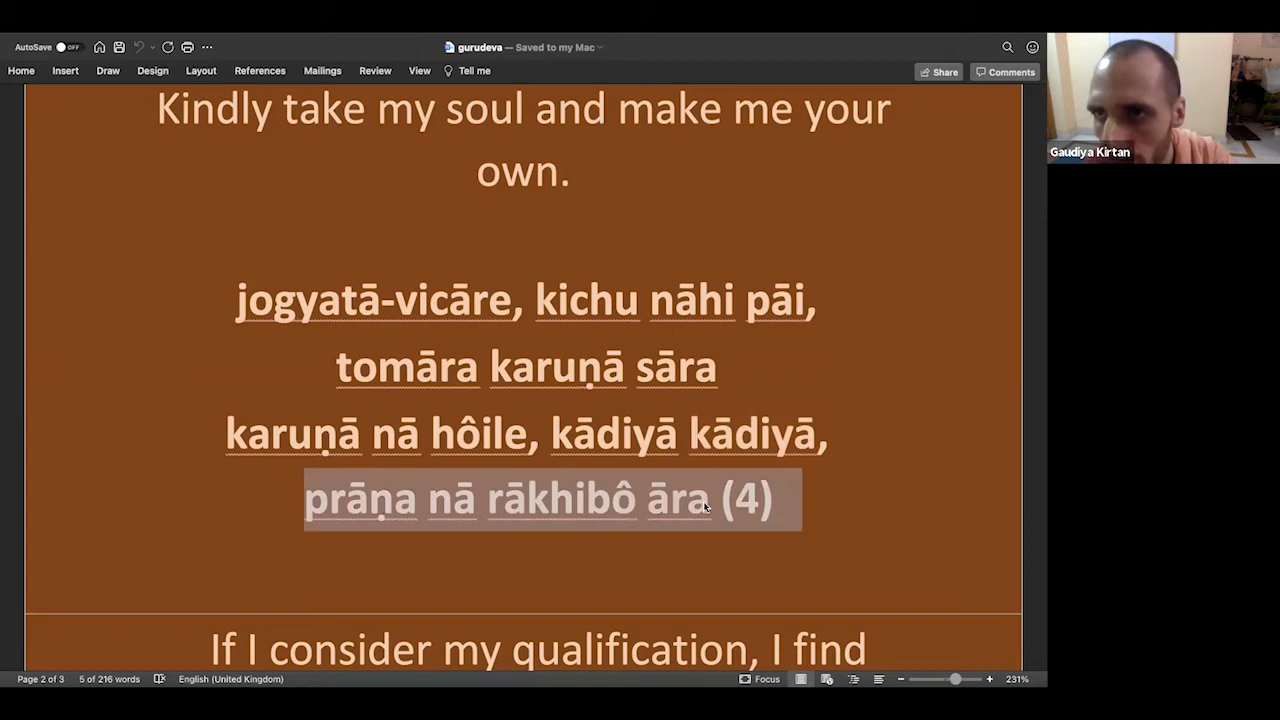 AutoSave OFF
gurudeva — Saved to my Mac
Home Insert Draw Design Layout References Mailings Review View Tell me
Share Comments
Kindly take my soul and make me your
own.
jogyatā-vicāre, kichu nāhi pāi,
tomāra karuṇā sāra
karuṇā nā hôile, kādiyā kādiyā,
prāṇa nā rākhibô āra (4)
If I consider my qualification, I find
Page 2 of 3 5 of 216 words English (United Kingdom) Focus 231%
Gaudiya Kirtan